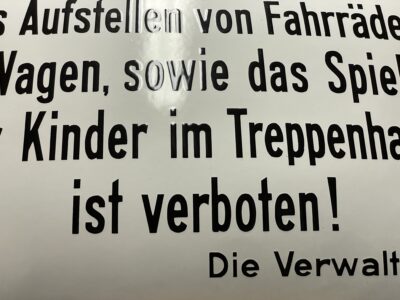 s Aufstellen von Fahrräde
Wagen, sowie das Spiel
r Kinder im Treppenha
ist verboten!
Die Verwalt